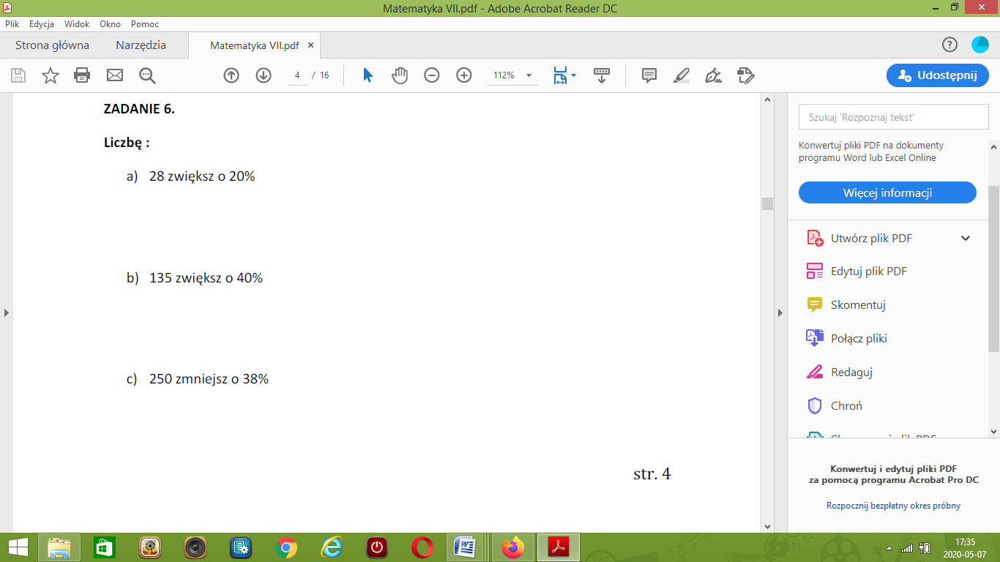 Matematyka VII.pdf - Adobe Acrobat Reader DC
Plik Edycja Widok Okno Pomoc
Strona główna Narzędzia Matematyka VII.pdf ×
4 / 16 112% Udostępnij
ZADANIE 6.
Liczbę :
a) 28 zwiększ o 20%
b) 135 zwiększ o 40%
c) 250 zmniejsz o 38%
str. 4
Szukaj 'Rozpoznaj tekst'
Konwertuj pliki PDF na dokumenty
programu Word lub Excel Online
Więcej informacji
Utwórz plik PDF
Edytuj plik PDF
Skomentuj
Połącz pliki
Redaguj
Chroń
Konwertuj i edytuj pliki PDF
za pomocą programu Acrobat Pro DC
Rozpocznij bezpłatny okres próbny
17:35
2020-05-07